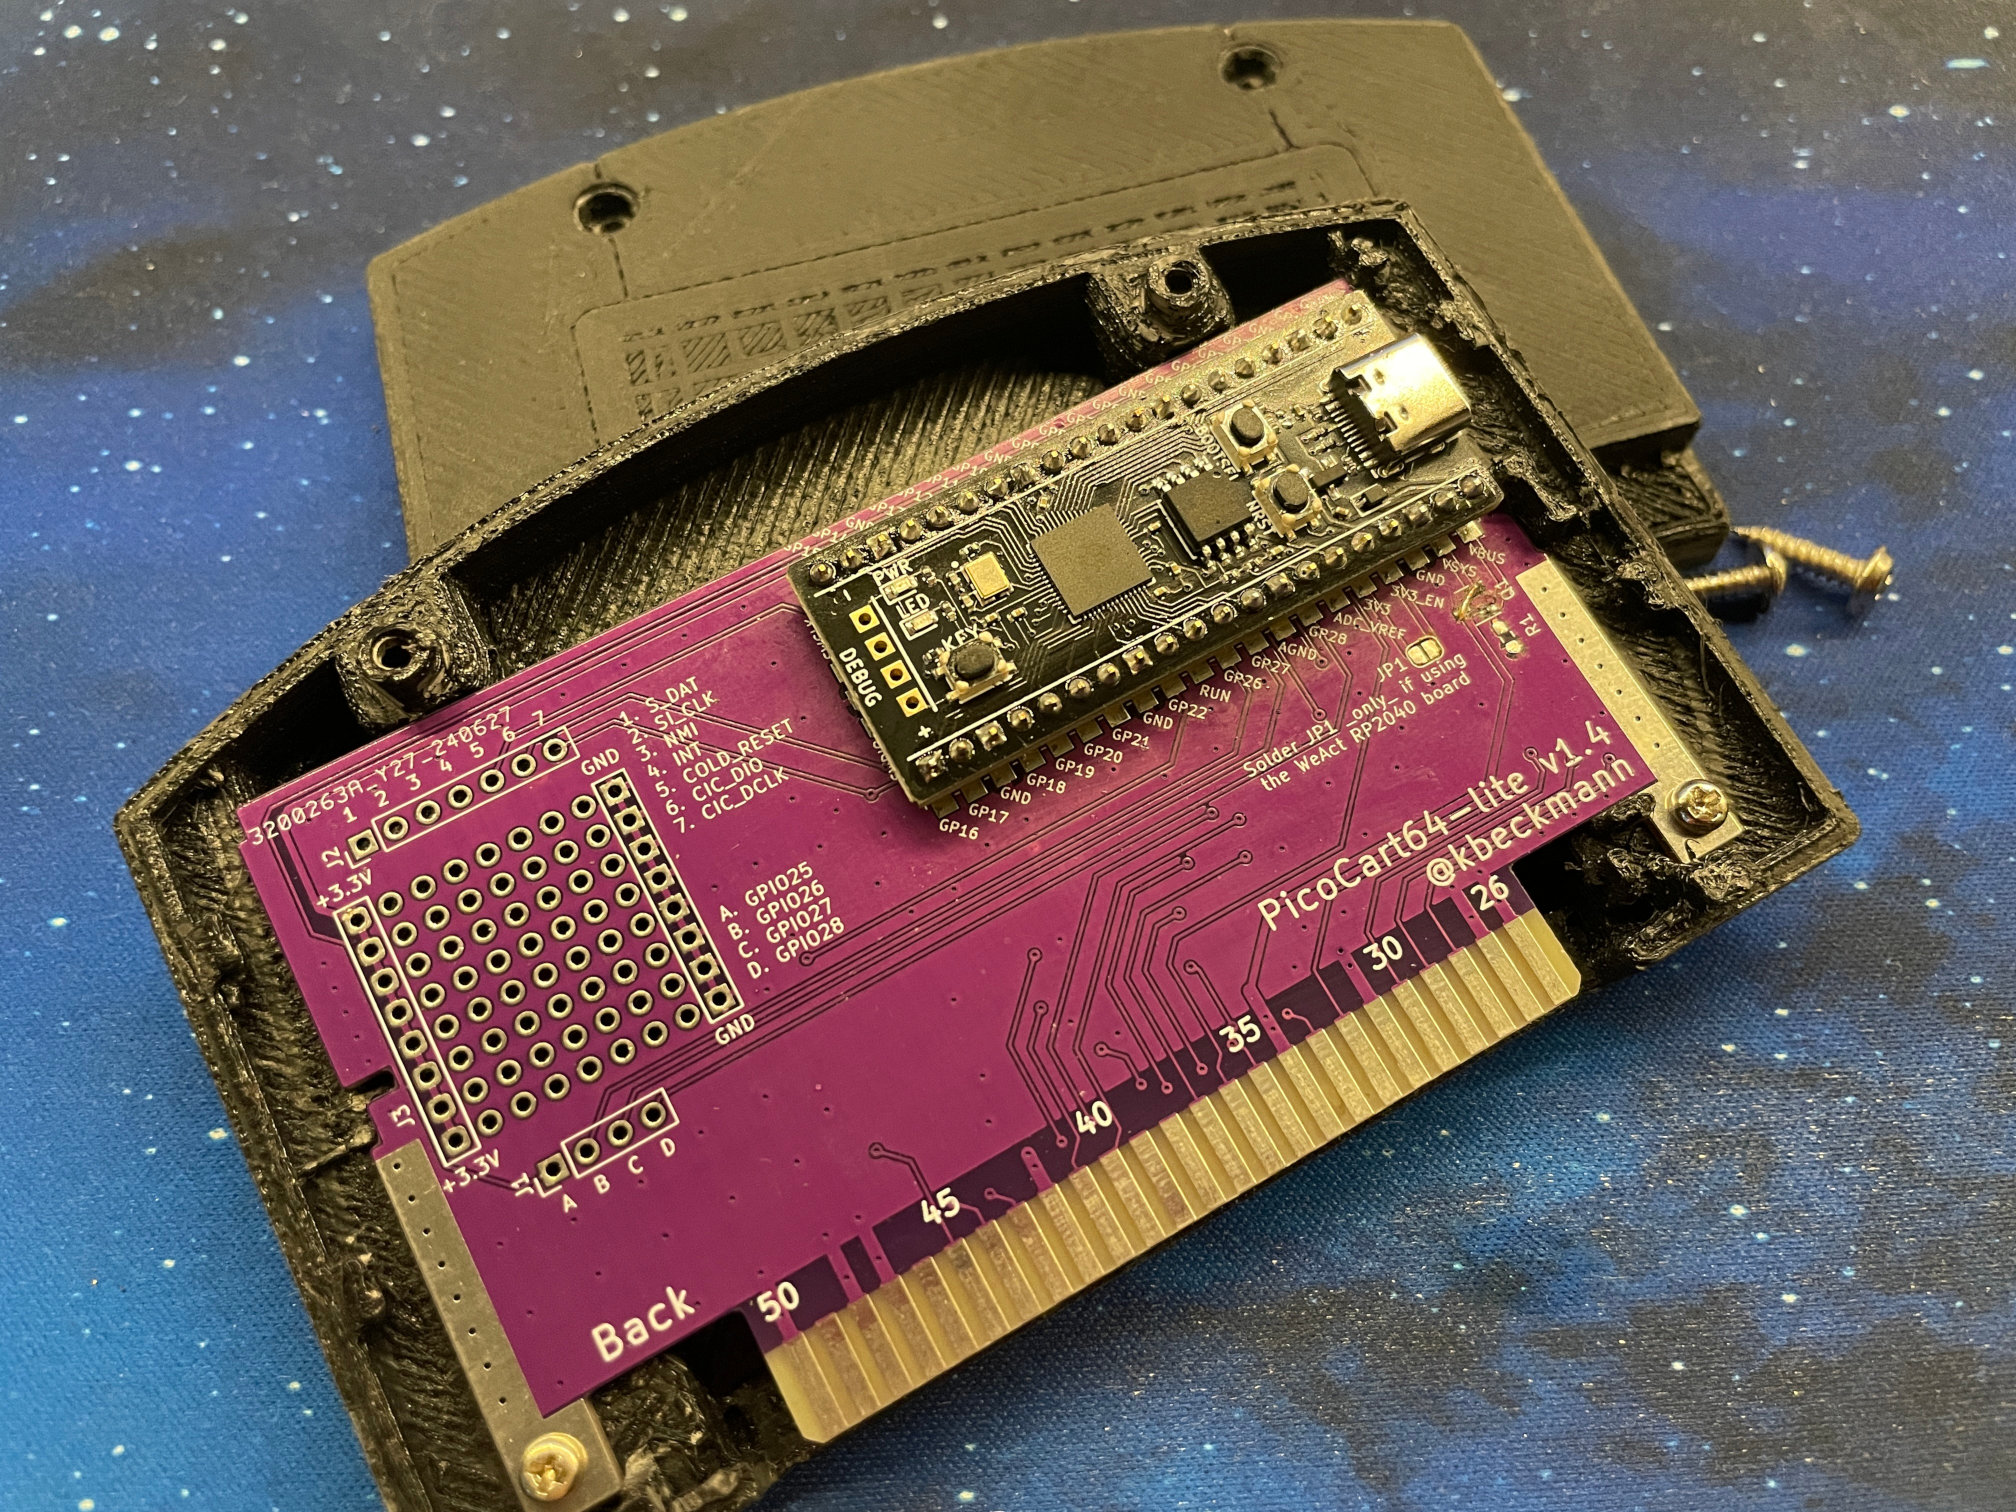 PWR
LED
KEY
DEBUG
+
-
VBUS
VSYS
GND
3V3_EN
3V3
ADC_VREF
GP28
AGND
GP27
GP26
RUN
GP22
GND
GP21
GP20
GP19
GP18
GND
GP17
GP16
R1
JP1
Solder JP1 _only_ if using
the WeAct RP2040 board
3200263A-Y27-240627
1 2 3 4 5 6 7
J2
GND
1. S_DAT
2. SI_CLK
3. NMI
4. INT
5. COLD_RESET
6. CIC_DIO
7. CIC_DCLK
+3.3V
A. GPIO25
B. GPIO26
C. GPIO27
D. GPIO28
GND
J3
+3.3V
J1
A B C D
PicoCart64-lite v1.4
@kbeckmann
26
30
35
40
45
50
Back